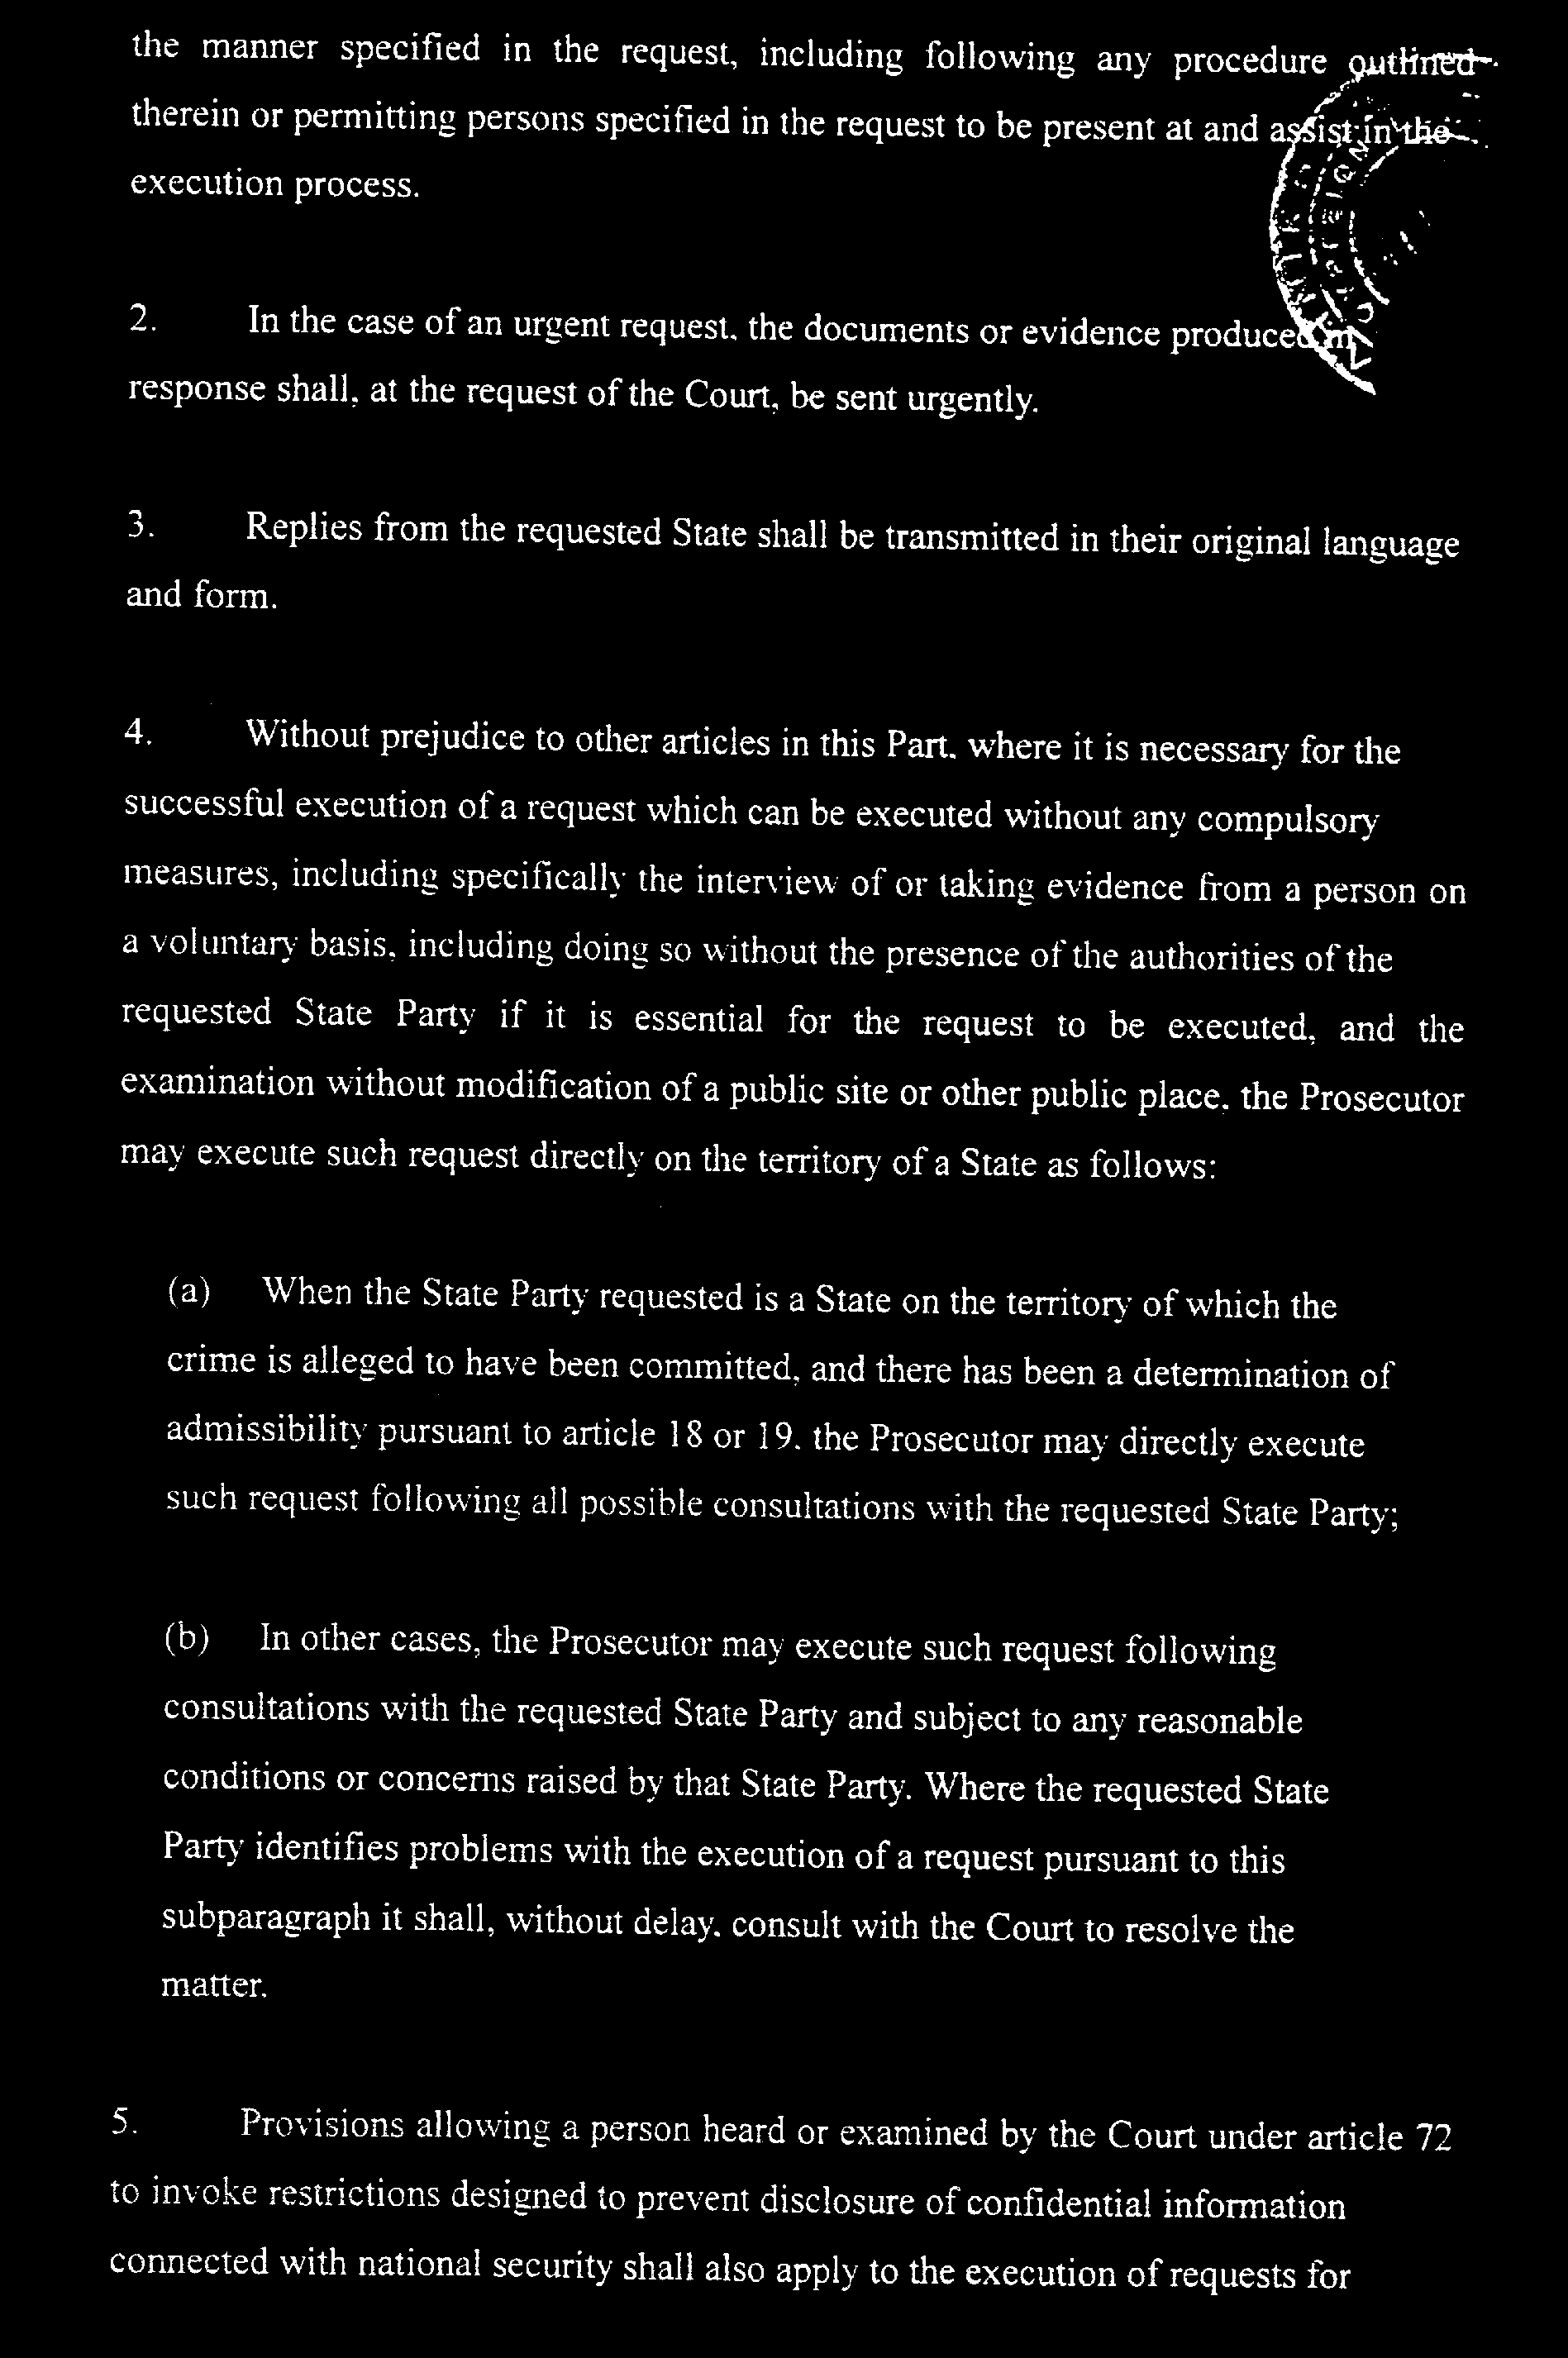 the manner specified in the request, including following any procedure outlined
therein or permitting persons specified in the request to be present at and assist in the
execution process.
2. In the case of an urgent request, the documents or evidence produced in
response shall, at the request of the Court, be sent urgently.
3. Replies from the requested State shall be transmitted in their original language
and form.
4. Without prejudice to other articles in this Part, where it is necessary for the
successful execution of a request which can be executed without any compulsory
measures, including specifically the interview of or taking evidence from a person on
a voluntary basis, including doing so without the presence of the authorities of the
requested State Party if it is essential for the request to be executed, and the
examination without modification of a public site or other public place, the Prosecutor
may execute such request directly on the territory of a State as follows:
(a) When the State Party requested is a State on the territory of which the
crime is alleged to have been committed, and there has been a determination of
admissibility pursuant to article 18 or 19, the Prosecutor may directly execute
such request following all possible consultations with the requested State Party;
(b) In other cases, the Prosecutor may execute such request following
consultations with the requested State Party and subject to any reasonable
conditions or concerns raised by that State Party. Where the requested State
Party identifies problems with the execution of a request pursuant to this
subparagraph it shall, without delay, consult with the Court to resolve the
matter.
5. Provisions allowing a person heard or examined by the Court under article 72
to invoke restrictions designed to prevent disclosure of confidential information
connected with national security shall also apply to the execution of requests for